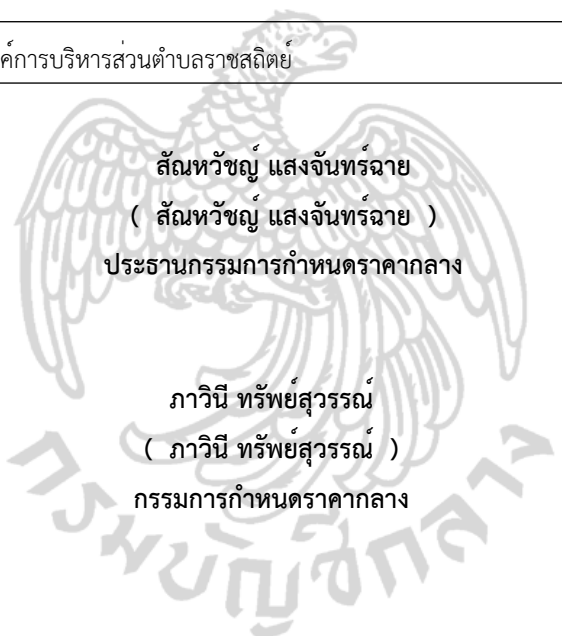 ค์การบริหารส่วนตำบลราชสถิตย์
สัณหวัชญ์ แสงจันทร์ฉาย
( สัณหวัชญ์ แสงจันทร์ฉาย )
ประธานกรรมการกำหนดราคากลาง
ภาวินี ทรัพย์สุวรรณ์
( ภาวินี ทรัพย์สุวรรณ์ )
กรรมการกำหนดราคากลาง
กรมบัญชีกลาง